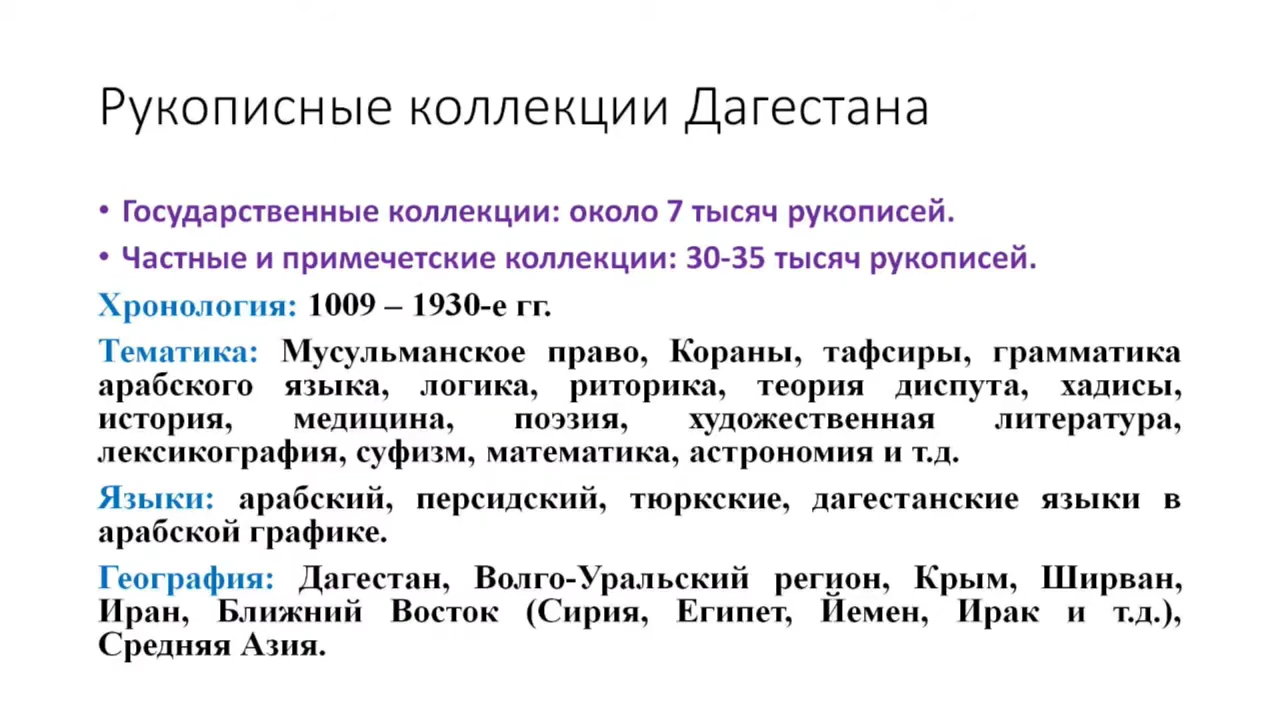 Рукописные коллекции Дагестана
• Государственные коллекции: около 7 тысяч рукописей.
• Частные и примечетские коллекции: 30-35 тысяч рукописей.
Хронология: 1009 – 1930-е гг.
Тематика: Мусульманское право, Кораны, тафсиры, грамматика
арабского языка, логика, риторика, теория диспута, хадисы,
история, медицина, поэзия, художественная литература,
лексикография, суфизм, математика, астрономия и т.д.
Языки: арабский, персидский, тюркские, дагестанские языки в
арабской графике.
География: Дагестан, Волго-Уральский регион, Крым, Ширван,
Иран, Ближний Восток (Сирия, Египет, Йемен, Ирак и т.д.),
Средняя Азия.